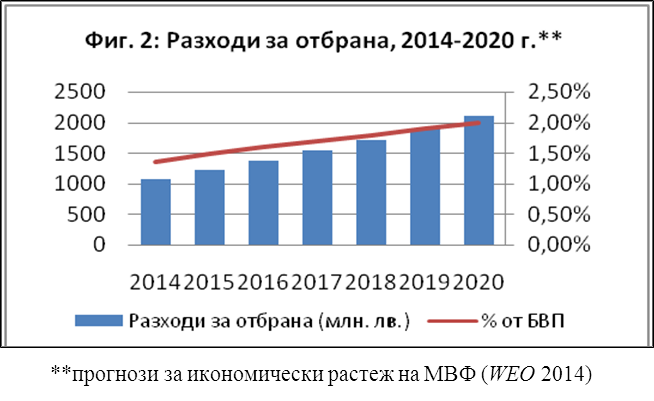 Фиг. 2: Разходи за отбрана, 2014-2020 г.**
2500 2,50%
2000 2,00%
1500 1,50%
1000 1,00%
500 0,50%
0 0,00%
2014 2015 2016 2017 2018 2019 2020
Разходи за отбрана (млн. лв.) % от БВП
**прогнози за икономически растеж на МВФ (WEO 2014)